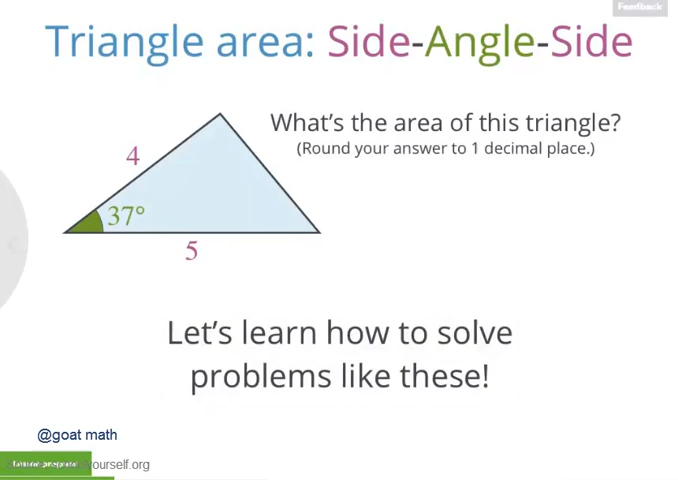 Feedback
Triangle area: Side-Angle-Side
What's the area of this triangle?
(Round your answer to 1 decimal place.)
4
37°
5
Let's learn how to solve
problems like these!
@goat math
yourself.org